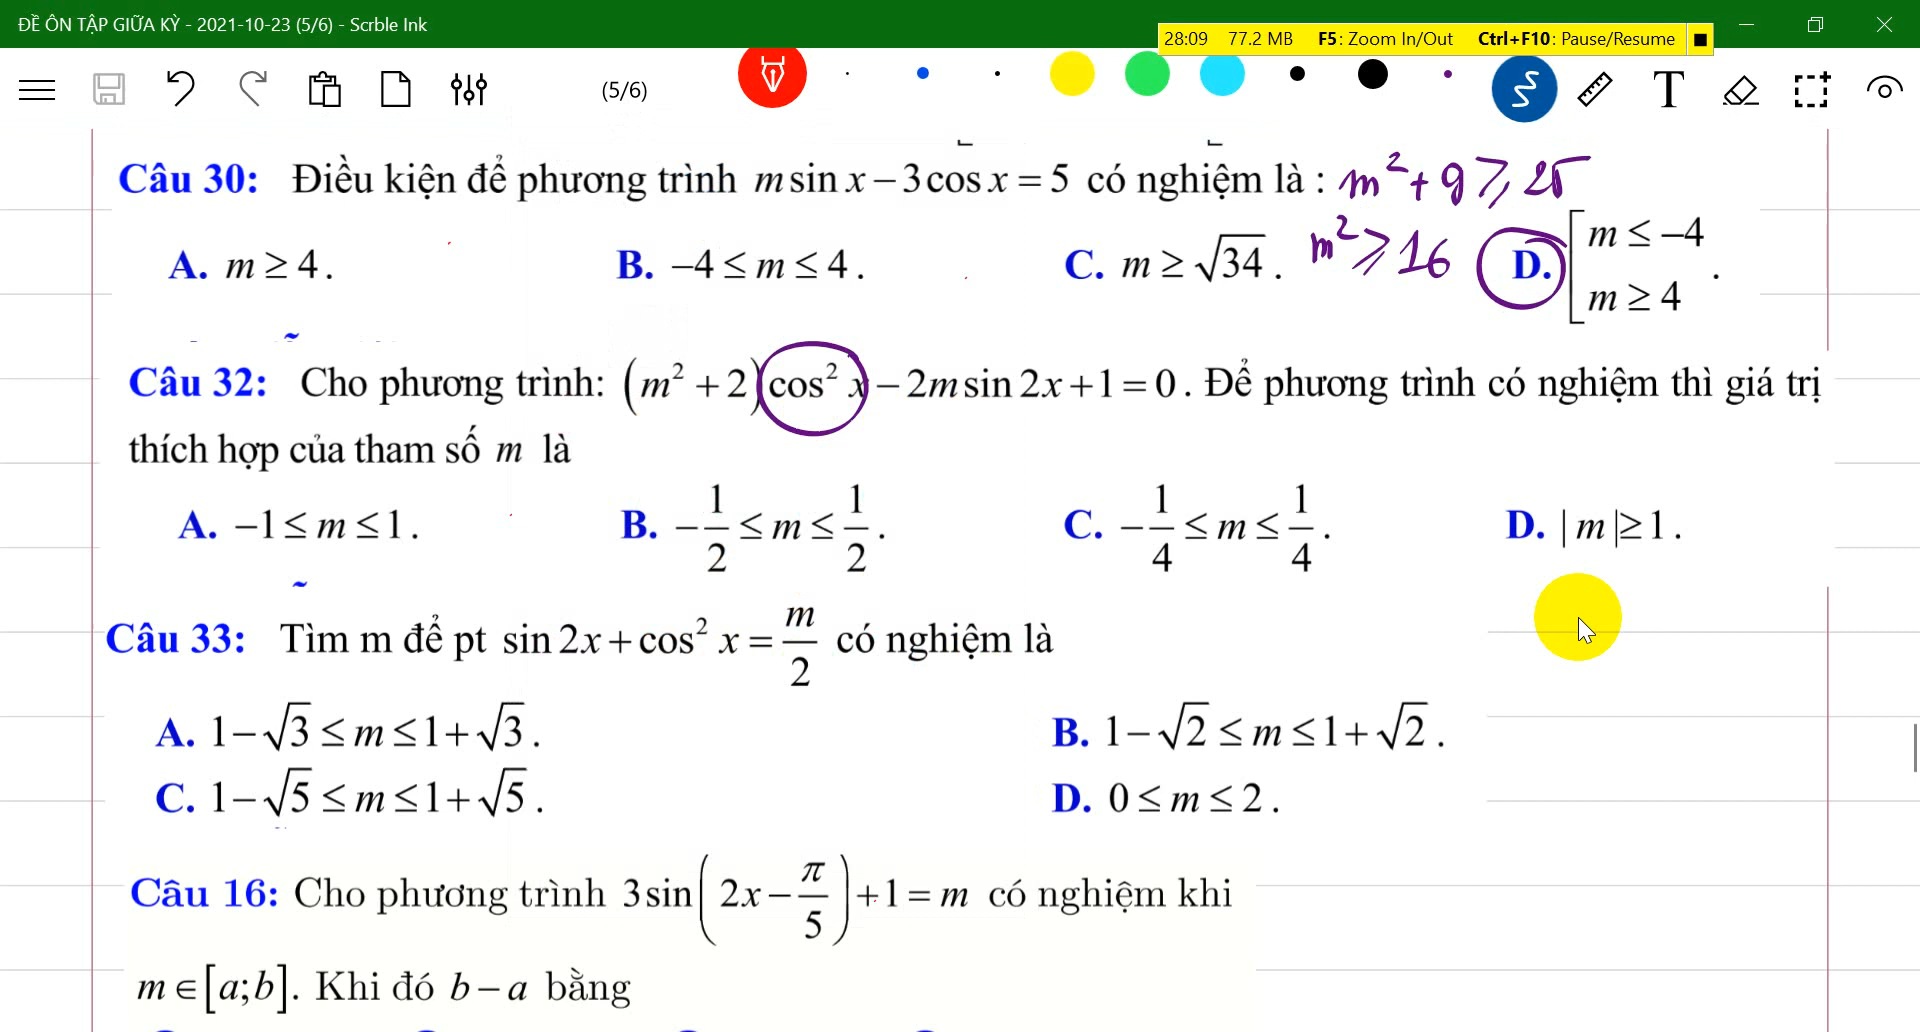 ĐỀ ÔN TẬP GIỮA KỲ - 2021-10-23 (5/6) - Scrble Ink
28:09 77.2 MB F5: Zoom In/Out Ctrl+F10: Pause/Resume
(5/6)
T
Câu 30: Điều kiện để phương trình m sin x − 3 cos x = 5 có nghiệm là : m² + 9 ⩾ 25
A. m ≥ 4. B. −4 ≤ m ≤ 4. C. m ≥ √34. m² ⩾ 16 D. [ m ≤ −4
m ≥ 4 .
Câu 32: Cho phương trình: (m² + 2) cos² x − 2m sin 2x + 1 = 0. Để phương trình có nghiệm thì giá trị
thích hợp của tham số m là
A. −1 ≤ m ≤ 1. B. −1/2 ≤ m ≤ 1/2. C. −1/4 ≤ m ≤ 1/4. D. |m| ≥ 1.
Câu 33: Tìm m để pt sin 2x + cos² x = m/2 có nghiệm là
A. 1 − √3 ≤ m ≤ 1 + √3. B. 1 − √2 ≤ m ≤ 1 + √2.
C. 1 − √5 ≤ m ≤ 1 + √5. D. 0 ≤ m ≤ 2.
Câu 16: Cho phương trình 3 sin(2x − π/5) + 1 = m có nghiệm khi
m ∈ [a; b]. Khi đó b − a bằng